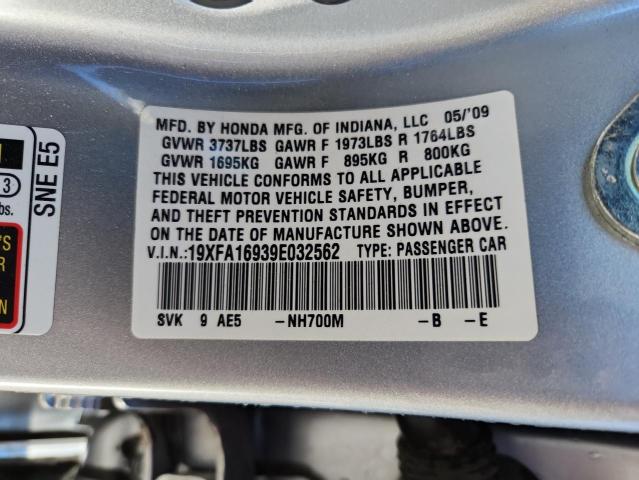 MFD. BY HONDA MFG. OF INDIANA, LLC 05/'09
GVWR 3737LBS GAWR F 1973LBS R 1764LBS
GVWR 1695KG GAWR F 895KG R 800KG
THIS VEHICLE CONFORMS TO ALL APPLICABLE
FEDERAL MOTOR VEHICLE SAFETY, BUMPER,
AND THEFT PREVENTION STANDARDS IN EFFECT
ON THE DATE OF MANUFACTURE SHOWN ABOVE.
V.I.N.: 19XFA16939E032562 TYPE: PASSENGER CAR
SVK 9 AE5 -NH700M -B -E
SNE E5
3
bs.
'S
R